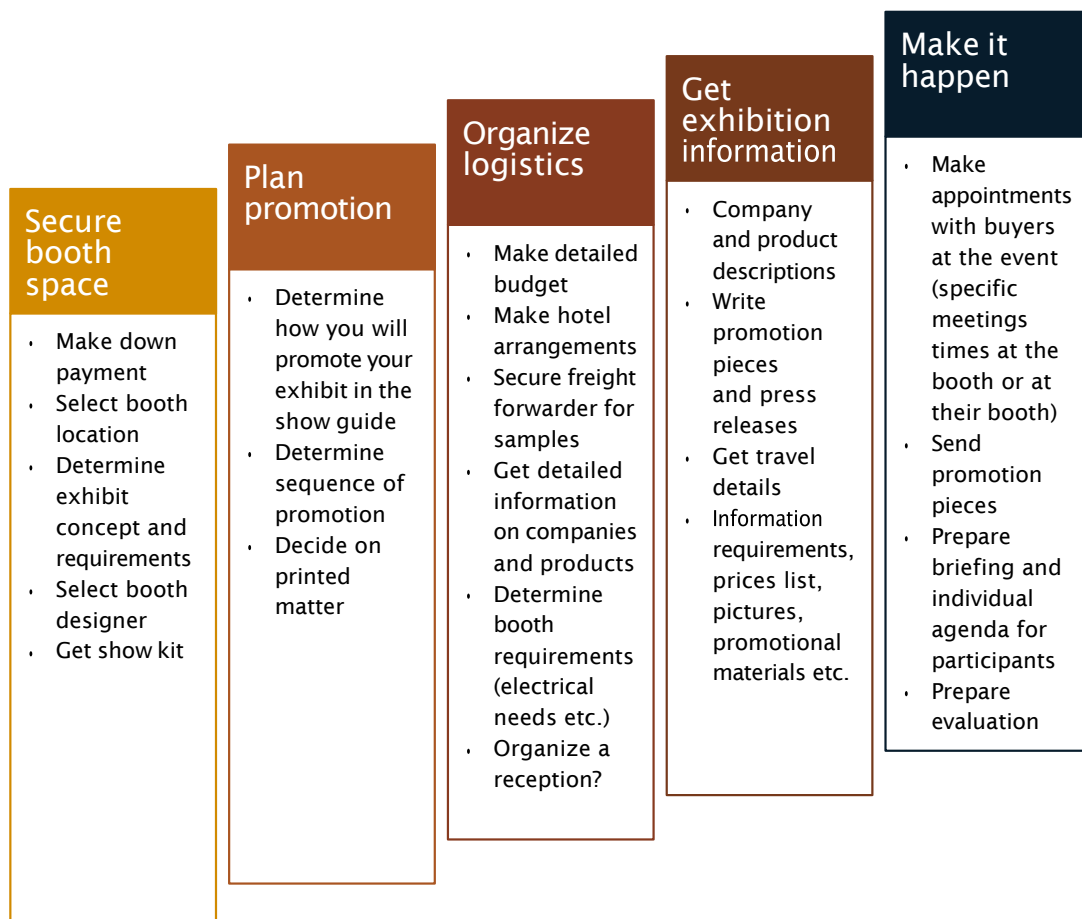 Secure
booth
space
· Make down
payment
· Select booth
location
· Determine
exhibit
concept and
requirements
· Select booth
designer
· Get show kit
Plan
promotion
· Determine
how you will
promote your
exhibit in the
show guide
· Determine
sequence of
promotion
· Decide on
printed
matter
Organize
logistics
· Make detailed
budget
· Make hotel
arrangements
· Secure freight
forwarder for
samples
· Get detailed
information
on companies
and products
· Determine
booth
requirements
(electrical
needs etc.)
· Organize a
reception?
Get
exhibition
information
· Company
and product
descriptions
· Write
promotion
pieces
and press
releases
· Get travel
details
· Information
requirements,
prices list,
pictures,
promotional
materials etc.
Make it
happen
· Make
appointments
with buyers
at the event
(specific
meetings
times at the
booth or at
their booth)
· Send
promotion
pieces
· Prepare
briefing and
individual
agenda for
participants
· Prepare
evaluation